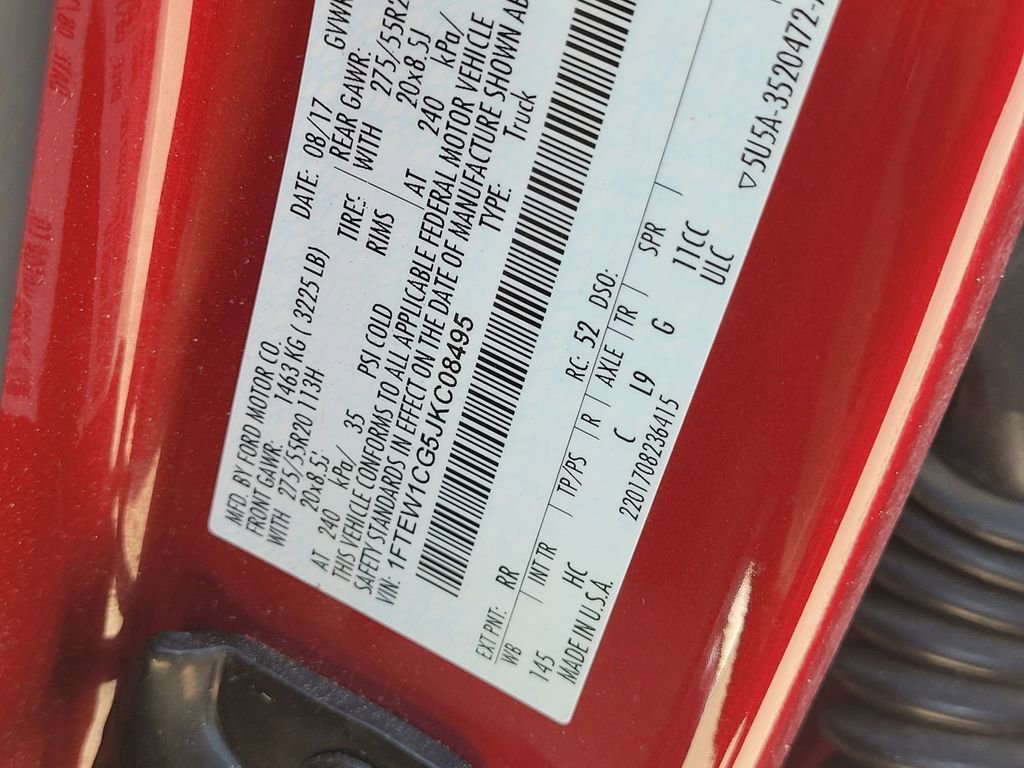 MFD. BY FORD MOTOR CO.
DATE: 08/17 GVWR
FRONT GAWR: 1463 KG ( 3225 LB) REAR GAWR:
WITH 275/55R20 113H TIRES WITH 275/55R2
20x8.5J RIMS 20x8.5J
AT 240 kPa/ 35 PSI COLD AT 240 kPa/
THIS VEHICLE CONFORMS TO ALL APPLICABLE FEDERAL MOTOR VEHICLE
SAFETY STANDARDS IN EFFECT ON THE DATE OF MANUFACTURE SHOWN AB
VIN: 1FTEW1CG5JKC08495 TYPE: Truck
EXT PNT: RR RC: 52 DSO:
WB INT TR TP/PS R AXLE TR SPR
145 HC C L9 G 11CC
MADE IN U.S.A. 2201708236415 ULC
▽5U5A-3520472-